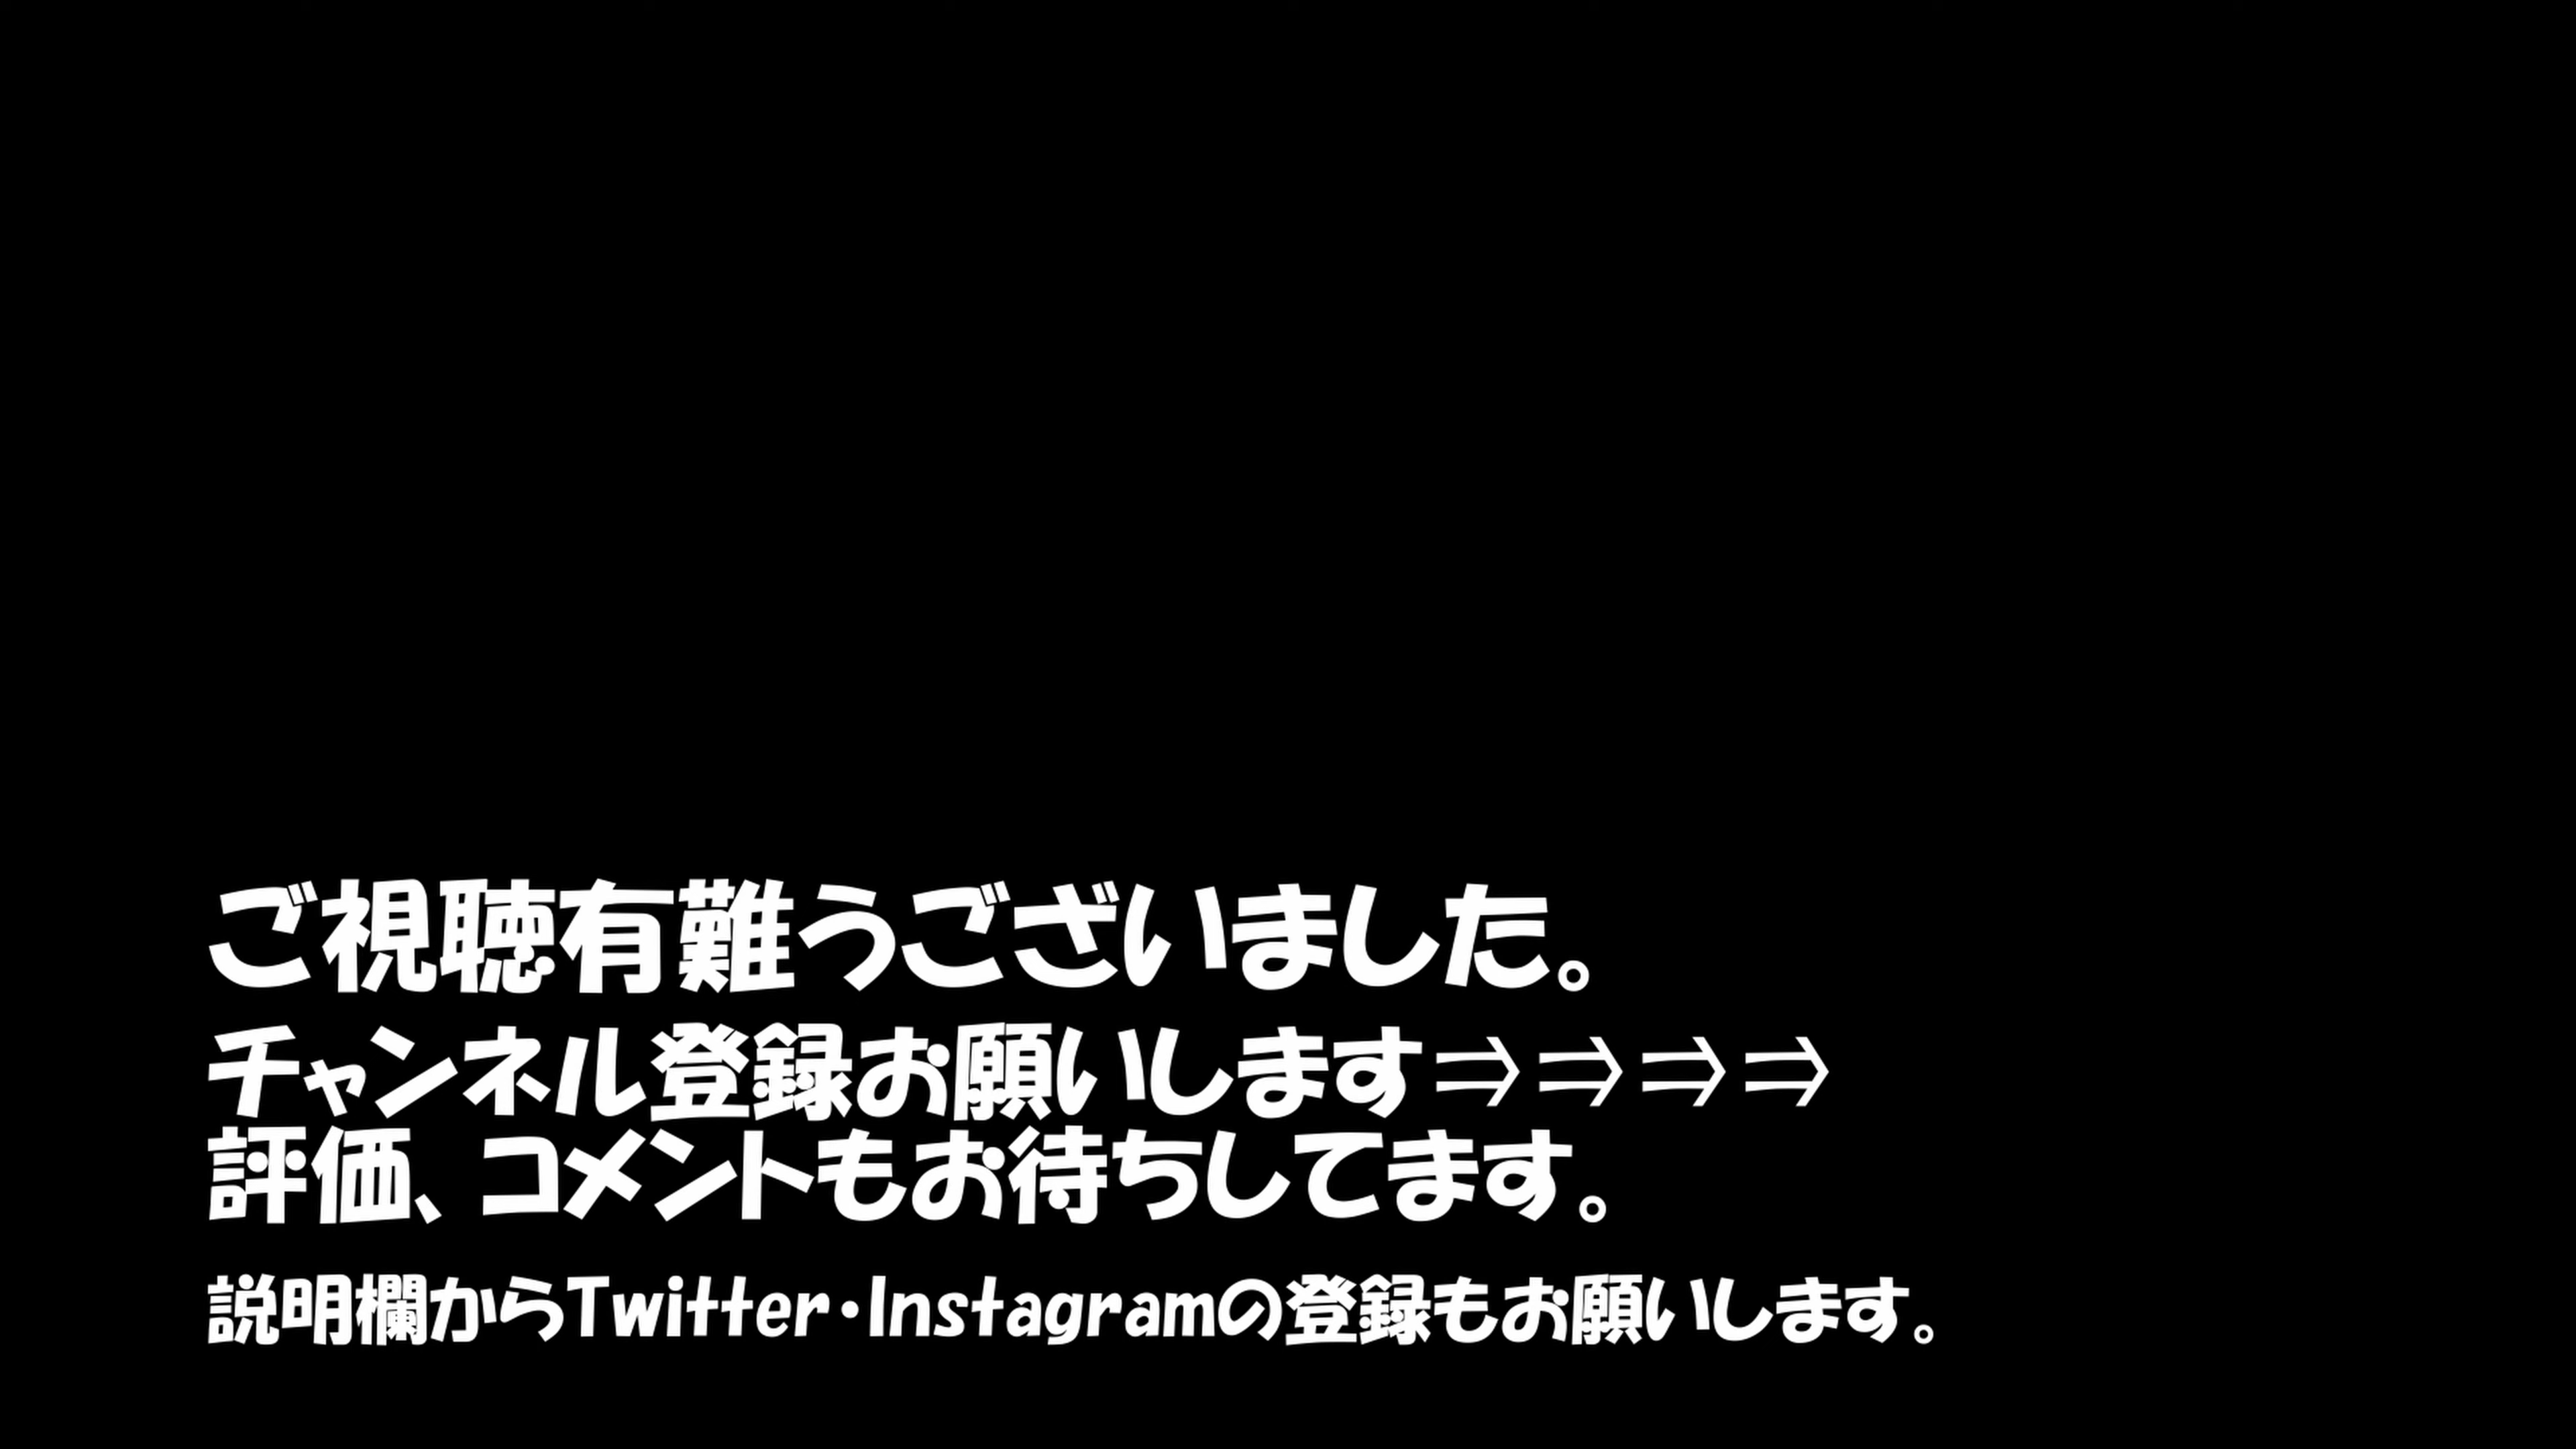 ご視聴有難うございました。
チャンネル登録お願いします⇒⇒⇒⇒
評価、コメントもお待ちしてます。
説明欄からTwitter・Instagramの登録もお願いします。